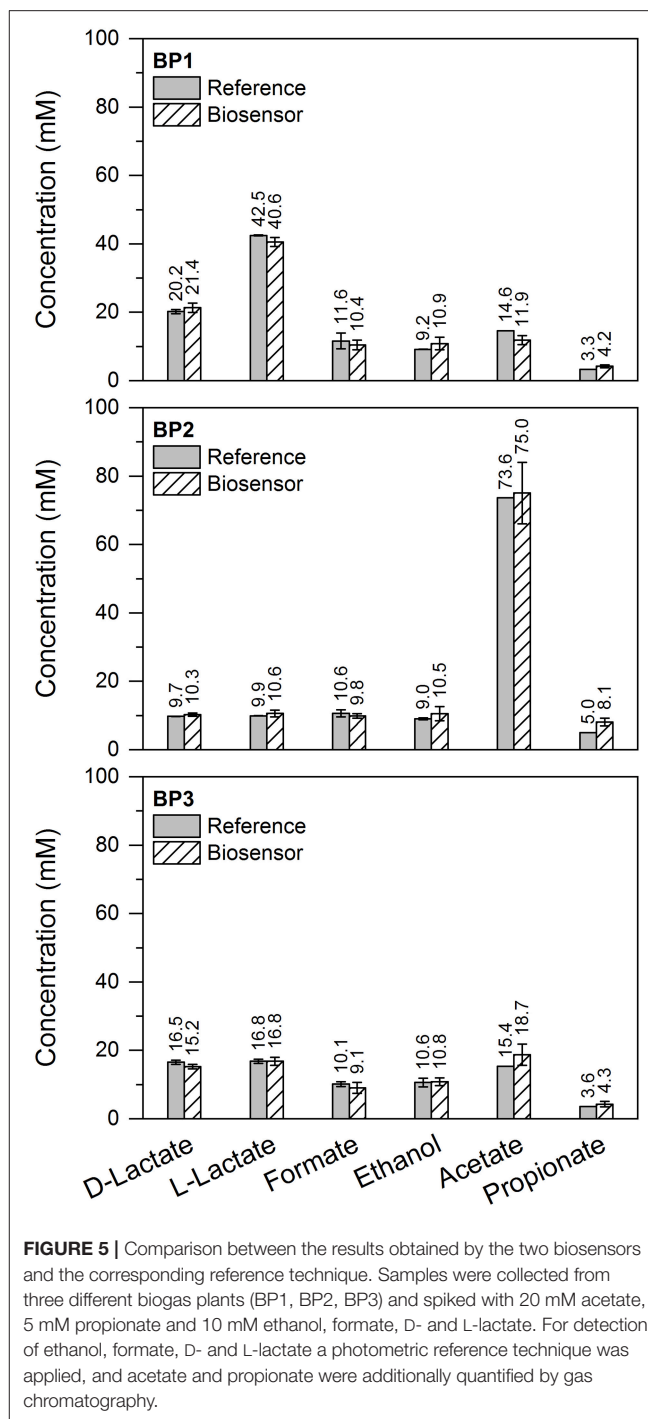 100
BP1
Reference
Biosensor
80
60
40
20
0
Concentration (mM)
20.2
21.4
42.5
40.6
11.6
10.4
9.2
10.9
14.6
11.9
3.3
4.2
100
BP2
Reference
Biosensor
80
60
40
20
0
Concentration (mM)
9.7
10.3
9.9
10.6
10.6
9.8
9.0
10.5
73.6
75.0
5.0
8.1
100
BP3
Reference
Biosensor
80
60
40
20
0
Concentration (mM)
16.5
15.2
16.8
16.8
10.1
9.1
10.6
10.8
15.4
18.7
3.6
4.3
D-Lactate
L-Lactate
Formate
Ethanol
Acetate
Propionate
FIGURE 5 | Comparison between the results obtained by the two biosensors
and the corresponding reference technique. Samples were collected from
three different biogas plants (BP1, BP2, BP3) and spiked with 20 mM acetate,
5 mM propionate and 10 mM ethanol, formate, D- and L-lactate. For detection
of ethanol, formate, D- and L-lactate a photometric reference technique was
applied, and acetate and propionate were additionally quantified by gas
chromatography.